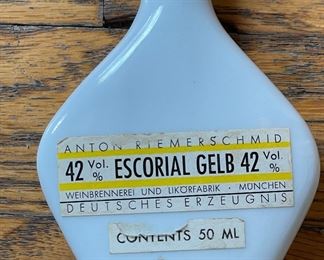 ANTON RIEMERSCHMID
42 Vol. % ESCORIAL GELB 42 Vol. %
WEINBRENNEREI UND LIKÖRFABRIK · MÜNCHEN
DEUTSCHES ERZEUGNIS
CONTENTS 50 ML